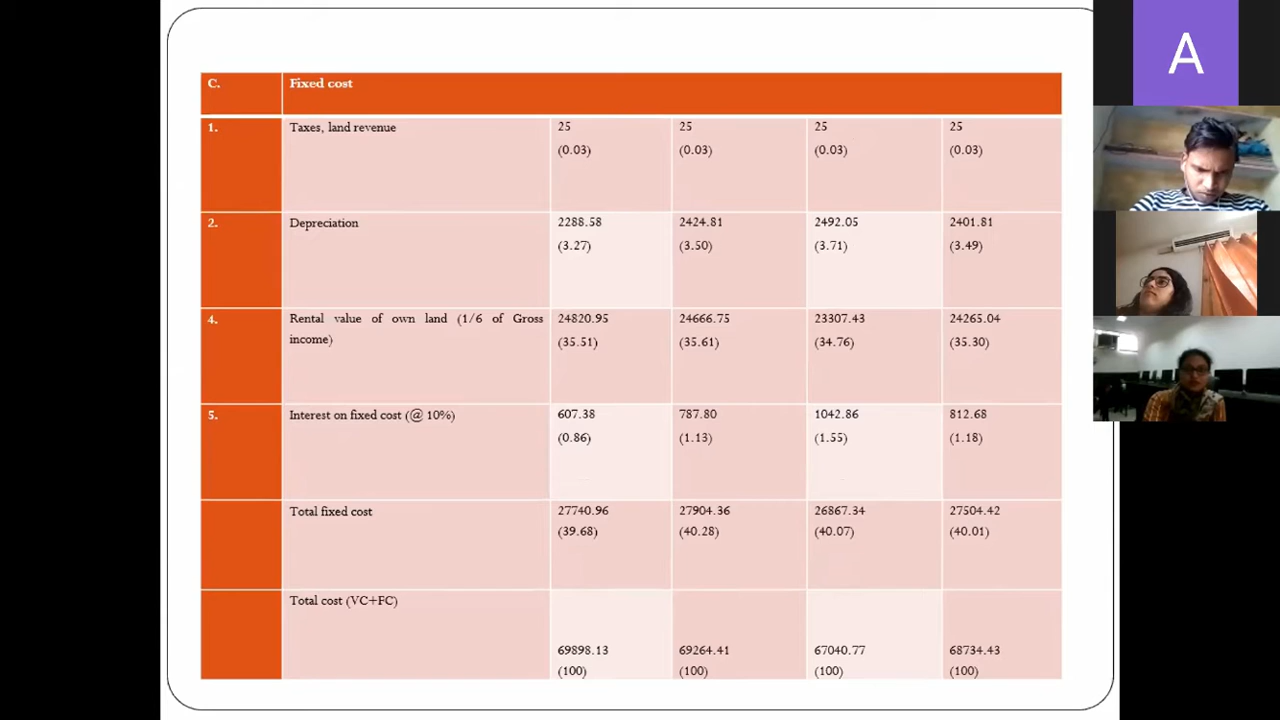 C. Fixed cost
1. Taxes, land revenue 25 25 25 25
(0.03) (0.03) (0.03) (0.03)
2. Depreciation 2288.58 2424.81 2492.05 2401.81
(3.27) (3.50) (3.71) (3.49)
4. Rental value of own land (1/6 of Gross 24820.95 24666.75 23307.43 24265.04
income) (35.51) (35.61) (34.76) (35.30)
5. Interest on fixed cost (@ 10%) 607.38 787.80 1042.86 812.68
(0.86) (1.13) (1.55) (1.18)
Total fixed cost 27740.96 27904.36 26867.34 27504.42
(39.68) (40.28) (40.07) (40.01)
Total cost (VC+FC)
69898.13 69264.41 67040.77 68734.43
(100) (100) (100) (100)
A